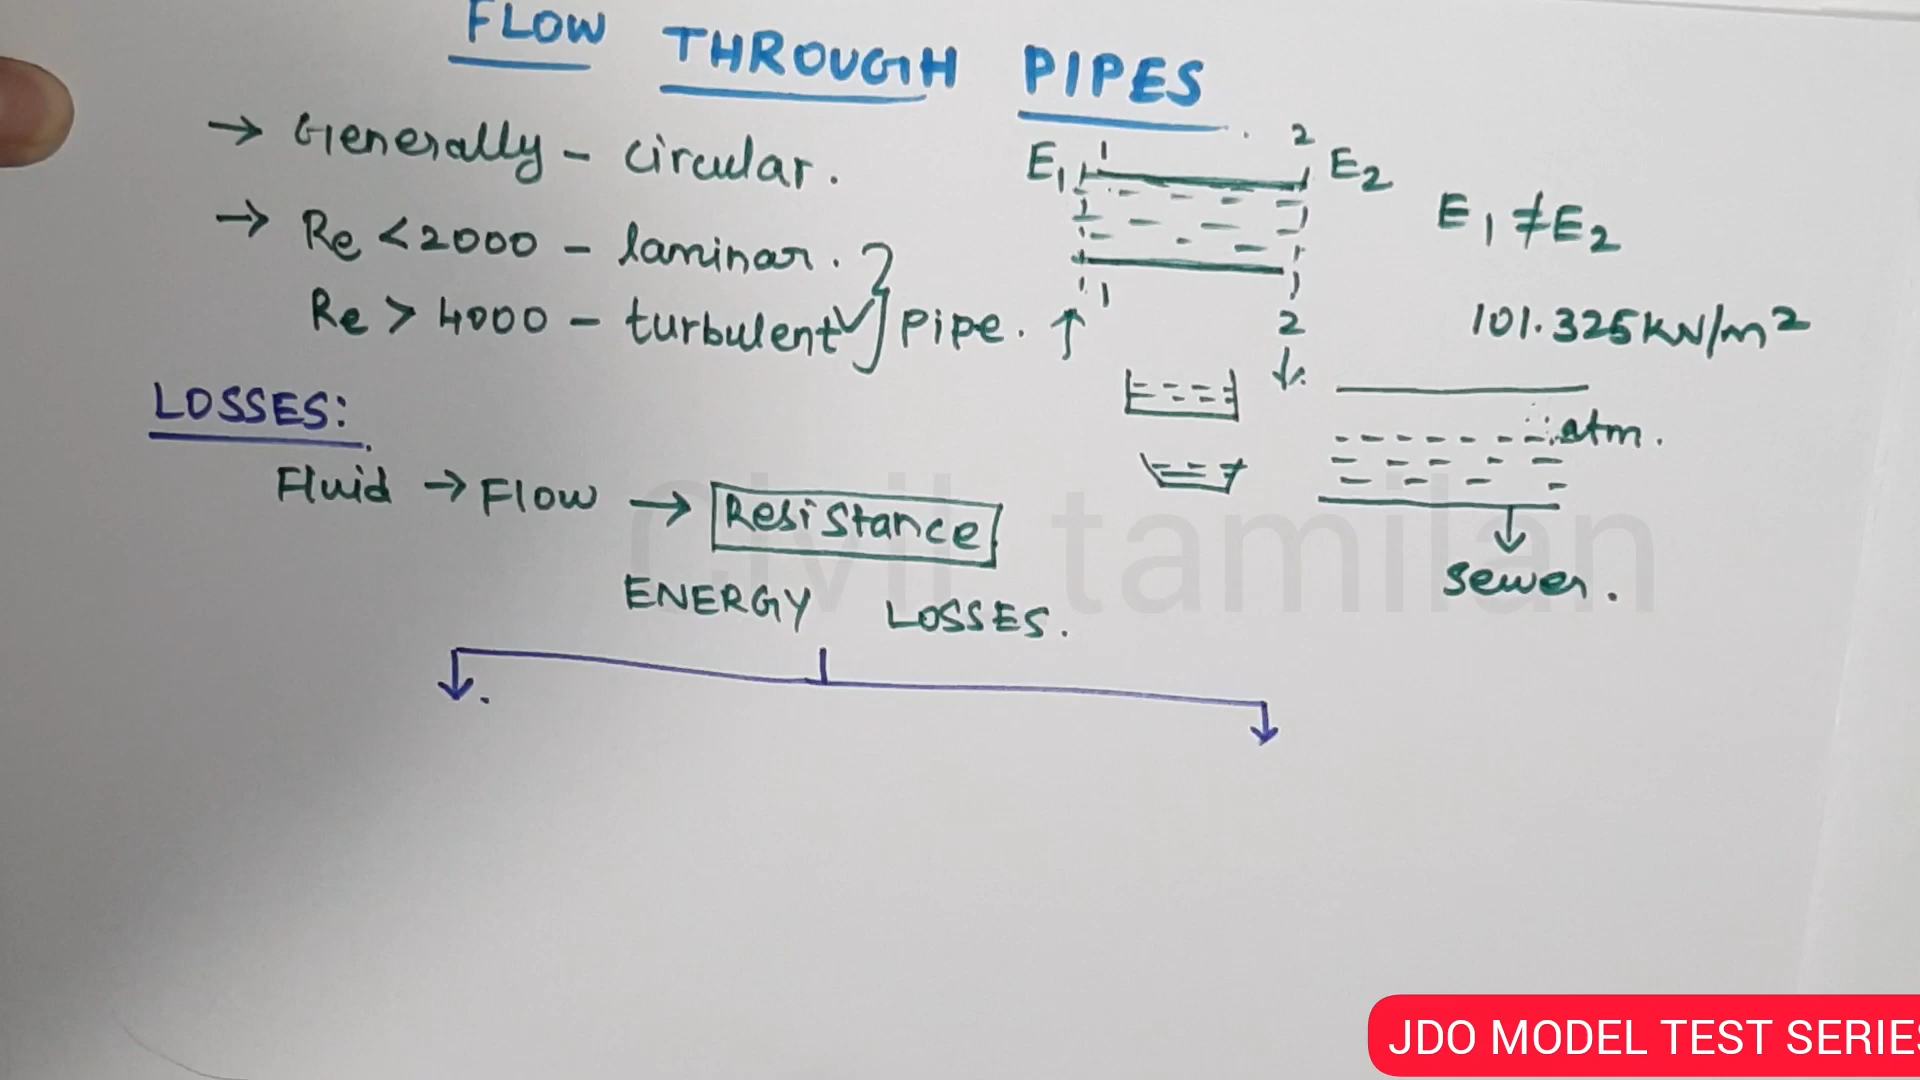 FLOW THROUGH PIPES
→ Generally - circular.
→ Re < 2000 - laminar.
Re > 4000 - turbulent ✓ } Pipe. ↑
E1 1 2 E2
E1 ≠ E2
1 2
101.325 kN/m2
atm.
sewer.
LOSSES:
Fluid → Flow → Resistance
ENERGY LOSSES.
Civil tamilan
JDO MODEL TEST SERIES